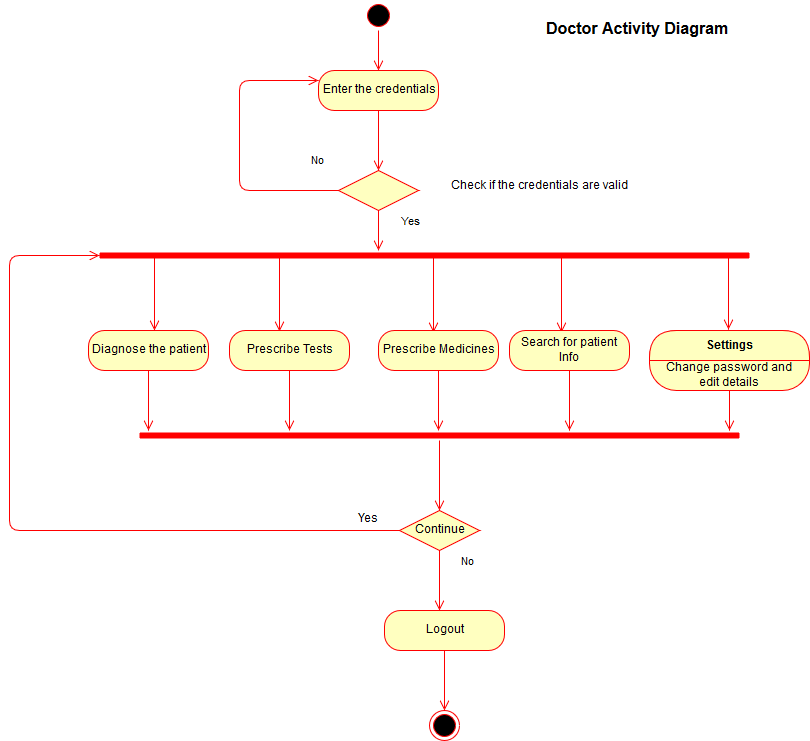 Doctor Activity Diagram
Enter the credentials
No
Check if the credentials are valid
Yes
Diagnose the patient
Prescribe Tests
Prescribe Medicines
Search for patient
Info
Settings
Change password and
edit details
Yes
Continue
No
Logout